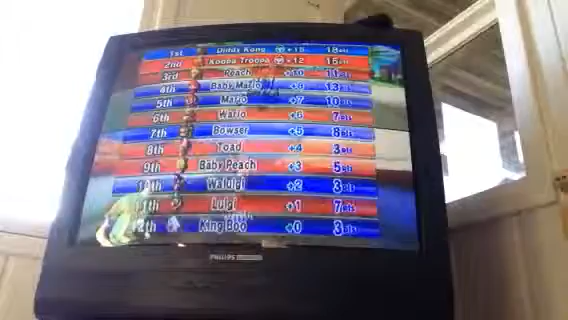 1st Diddy Kong +15 18pts
2nd Koopa Troopa +12 15pts
3rd Peach +10 11pts
4th Baby Mario +8 13pts
5th Mario +7 10pts
6th Wario +6 7pts
7th Bowser +5 8pts
8th Toad +4 3pts
9th Baby Peach +3 5pts
10th Waluigi +2 3pts
11th Luigi +1 7pts
12th King Boo +0 3pts
PHILIPS